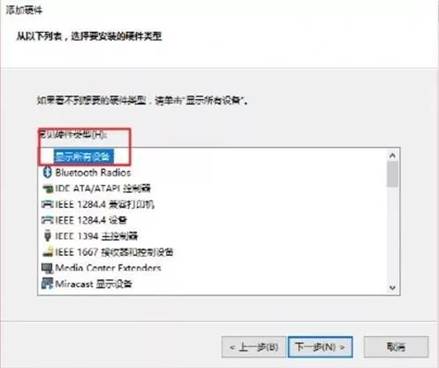 添加硬件
从以下列表，选择要安装的硬件类型
如果看不到想要的硬件类型，请单击"显示所有设备"。
常见硬件类型(H):
显示所有设备
Bluetooth Radios
IDE ATA/ATAPI 控制器
IEEE 1284.4 兼容打印机
IEEE 1284.4 设备
IEEE 1394 主控制器
IEEE 1667 接收器和控制设备
Media Center Extenders
Miracast 显示设备
< 上一步(B)
下一步(N) >
取消